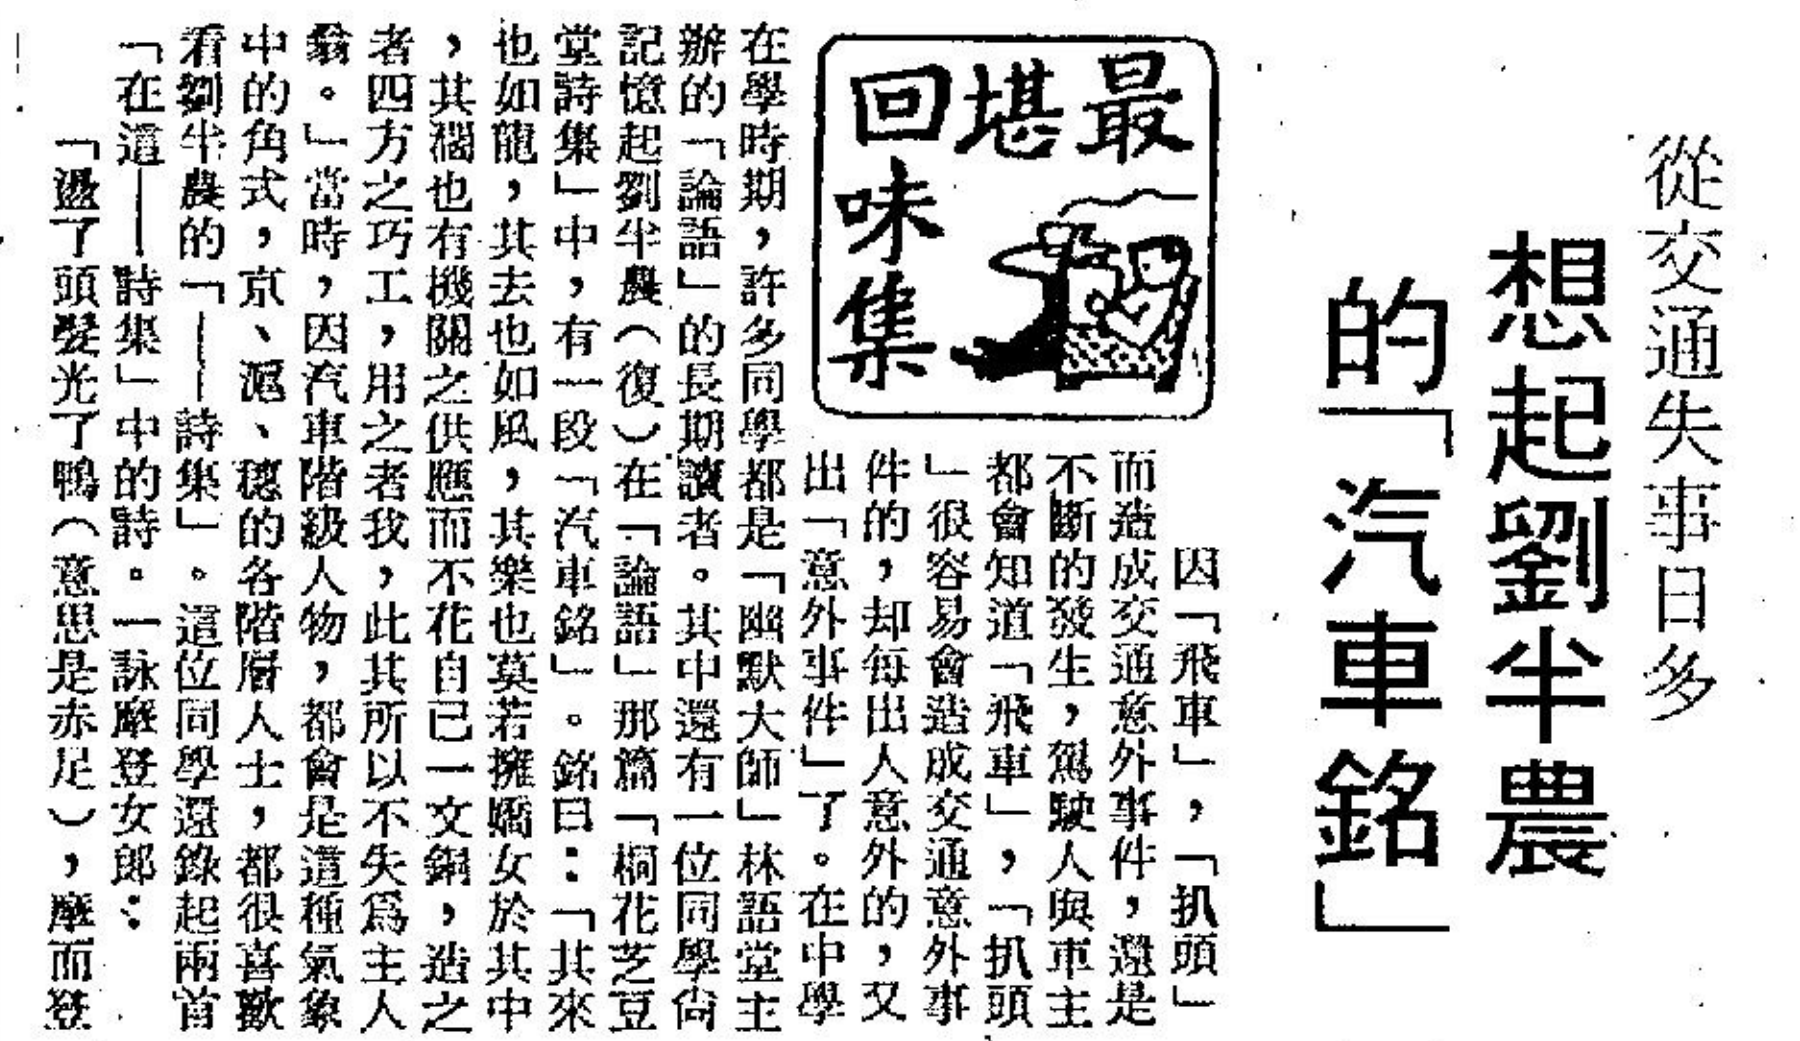 從交通失事日多
想起劉半農
的「汽車銘」
最堪回味集
因「飛車」，「扒頭」
而造成交通意外事件，還是
不斷的發生，駕駛人與車主
都會知道「飛車」，「扒頭
」很容易會造成交通意外事
件的，却每出人意外的，又
出「意外事件」了。在中學
在學時期，許多同學都是「幽默大師」林語堂主
辦的「論語」的長期讀者。其中還有一位同學尙
記憶起劉半農（復）在「論語」那篇「桐花芝豆
堂詩集」中，有一段「汽車銘」。銘曰：「其來
也如龍，其去也如風，其樂也莫若擁嬌女於其中
，其濶也有機關之供應而不花自已一文銅，造之
者四方之巧工，用之者我，此其所以不失爲主人
翁。」當時，因汽車階級人物，都會是這種氣象
中的角式，京、滬、穗的各階層人士，都很喜歡
看劉半農的「——詩集」。這位同學還錄起兩首
「在這——詩集」中的詩。一詠摩登女郎：
「燙了頭髮光了鴨（意思是赤足），摩而登